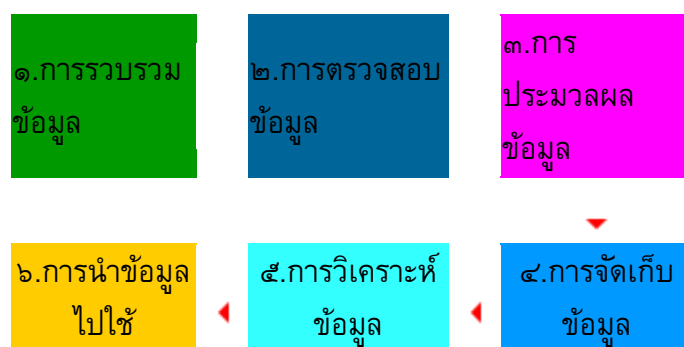 ๑.การรวบรวม
ข้อมูล
๒.การตรวจสอบ
ข้อมูล
๓.การ
ประมวลผล
ข้อมูล
๖.การนำข้อมูล
ไปใช้
๕.การวิเคราะห์
ข้อมูล
๔.การจัดเก็บ
ข้อมูล